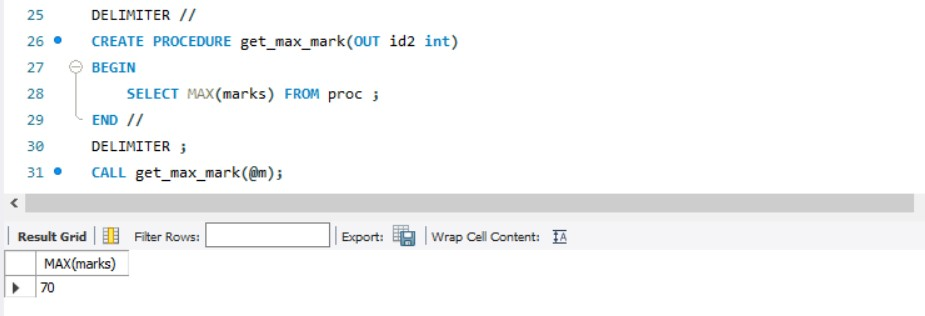 25 DELIMITER //
26 CREATE PROCEDURE get_max_mark(OUT id2 int)
27 BEGIN
28 SELECT MAX(marks) FROM proc ;
29 END //
30 DELIMITER ;
31 CALL get_max_mark(@m);
Result Grid Filter Rows: Export: Wrap Cell Content: IA
MAX(marks)
70